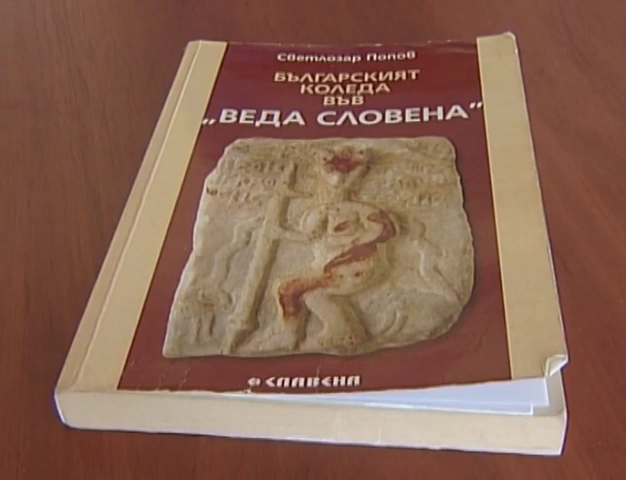 Светлозар Попов
БЪЛГАРСКИЯТ
КОЛЕДА
ВЪВ
„ВЕДА СЛОВЕНА"
СЛАВЕНА